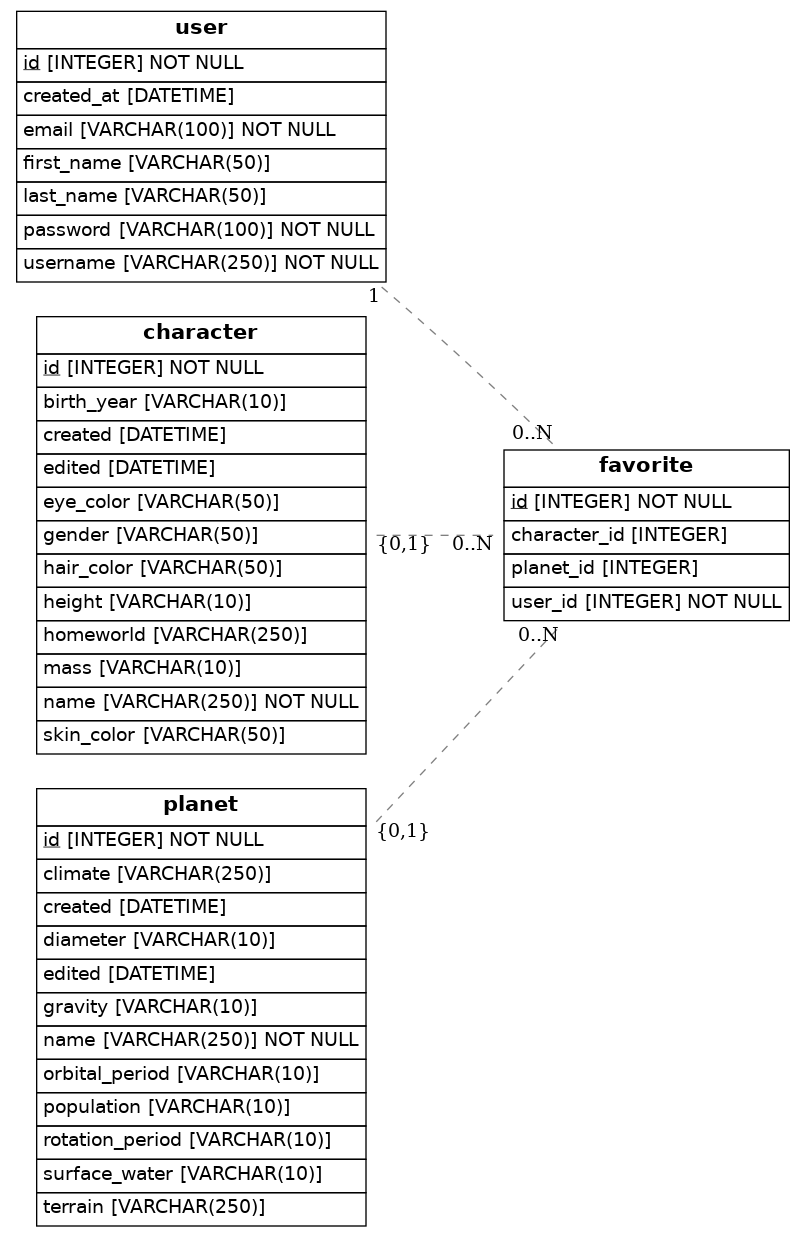 user
id [INTEGER] NOT NULL
created_at [DATETIME]
email [VARCHAR(100)] NOT NULL
first_name [VARCHAR(50)]
last_name [VARCHAR(50)]
password [VARCHAR(100)] NOT NULL
username [VARCHAR(250)] NOT NULL
1
0..N
character
id [INTEGER] NOT NULL
birth_year [VARCHAR(10)]
created [DATETIME]
edited [DATETIME]
eye_color [VARCHAR(50)]
gender [VARCHAR(50)]
hair_color [VARCHAR(50)]
height [VARCHAR(10)]
homeworld [VARCHAR(250)]
mass [VARCHAR(10)]
name [VARCHAR(250)] NOT NULL
skin_color [VARCHAR(50)]
{0,1}
0..N
favorite
id [INTEGER] NOT NULL
character_id [INTEGER]
planet_id [INTEGER]
user_id [INTEGER] NOT NULL
0..N
{0,1}
planet
id [INTEGER] NOT NULL
climate [VARCHAR(250)]
created [DATETIME]
diameter [VARCHAR(10)]
edited [DATETIME]
gravity [VARCHAR(10)]
name [VARCHAR(250)] NOT NULL
orbital_period [VARCHAR(10)]
population [VARCHAR(10)]
rotation_period [VARCHAR(10)]
surface_water [VARCHAR(10)]
terrain [VARCHAR(250)]